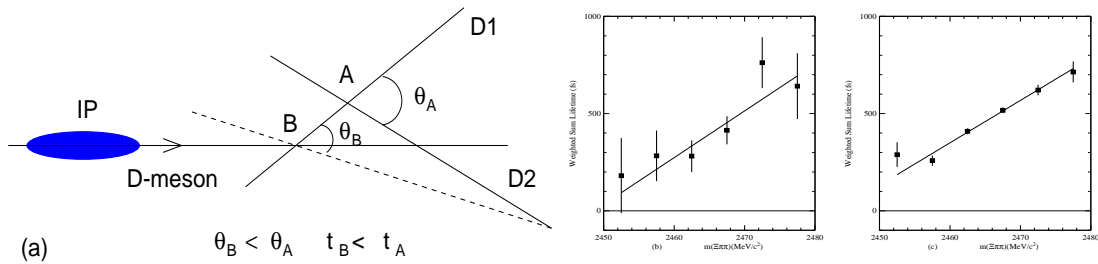 D1
A
θA
IP
B
θB
D-meson
D2
(a)
θB < θA tB < tA
Weighted Sum Lifetime (fs)
1000
500
0
2450
2460
2470
2480
(b)
m(Ξππ)(MeV/c²)
Weighted Sum Lifetime (fs)
1000
500
0
2450
2460
2470
2480
(c)
m(Ξππ)(MeV/c²)